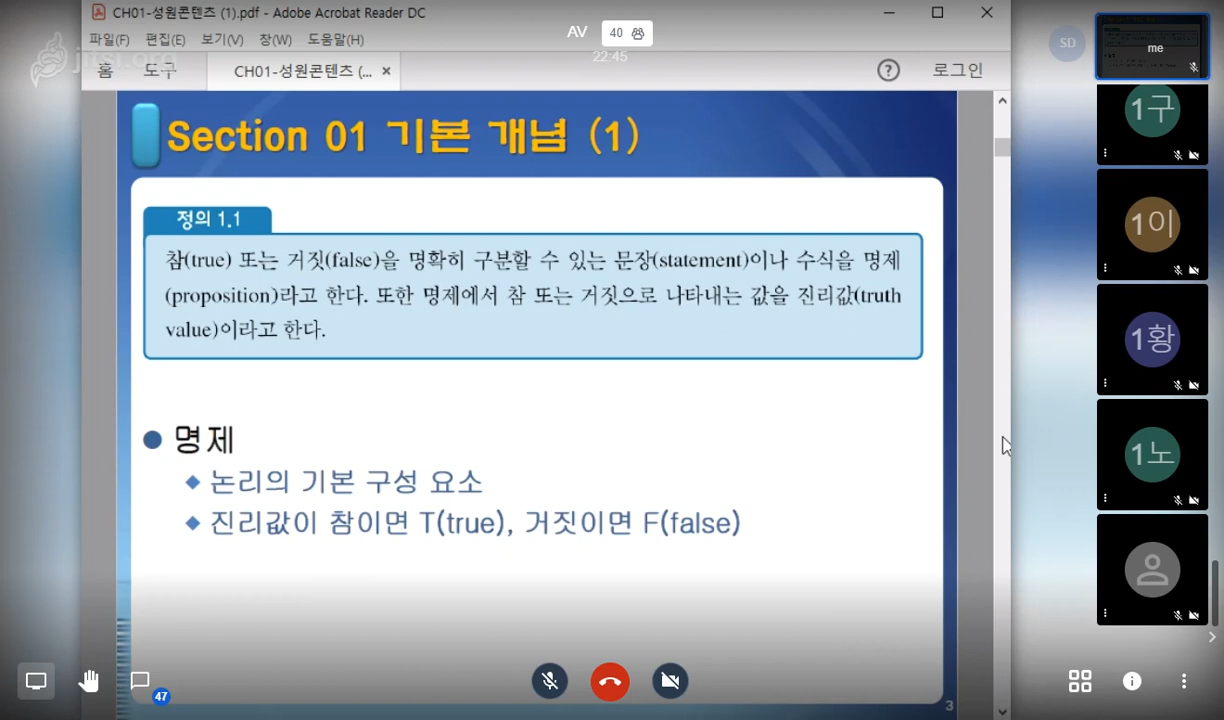 CH01-성원콘텐츠 (1).pdf - Adobe Acrobat Reader DC
파일(F) 편집(E) 보기(V) 창(W) 도움말(H)
AV 40
22:45
jitsi.org
홈 도구 CH01-성원콘텐츠 (... × ? 로그인
Section 01 기본 개념 (1)
정의 1.1
참(true) 또는 거짓(false)을 명확히 구분할 수 있는 문장(statement)이나 수식을 명제
(proposition)라고 한다. 또한 명제에서 참 또는 거짓으로 나타내는 값을 진리값(truth
value)이라고 한다.
명제
논리의 기본 구성 요소
진리값이 참이면 T(true), 거짓이면 F(false)
3
SD
me
1구
1이
1황
1노
47